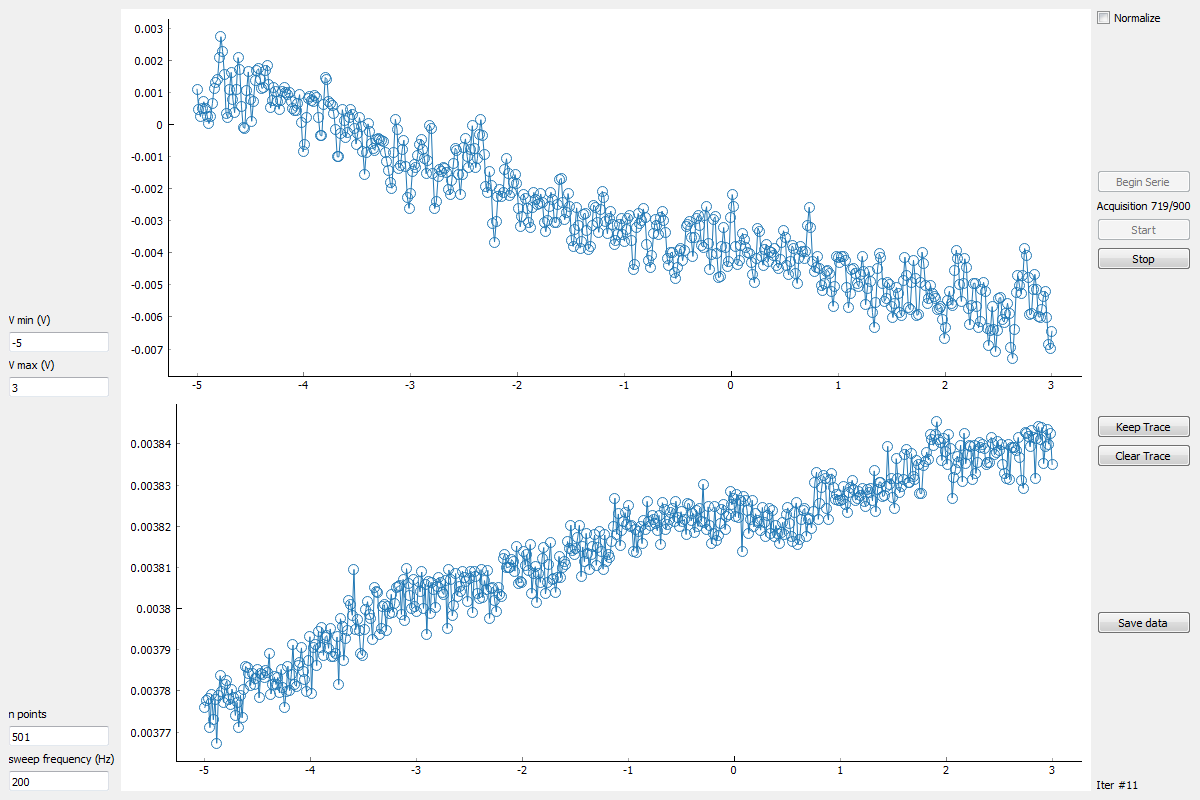 Normalize
0.003
0.002
0.001
0
-0.001
-0.002
-0.003
-0.004
-0.005
-0.006
-0.007
-5 -4 -3 -2 -1 0 1 2 3
Begin Serie
Acquisition 719/900
Start
Stop
V min (V)
-5
V max (V)
3
0.00384
0.00383
0.00382
0.00381
0.0038
0.00379
0.00378
0.00377
-5 -4 -3 -2 -1 0 1 2 3
Keep Trace
Clear Trace
Save data
n points
501
sweep frequency (Hz)
200
Iter #11